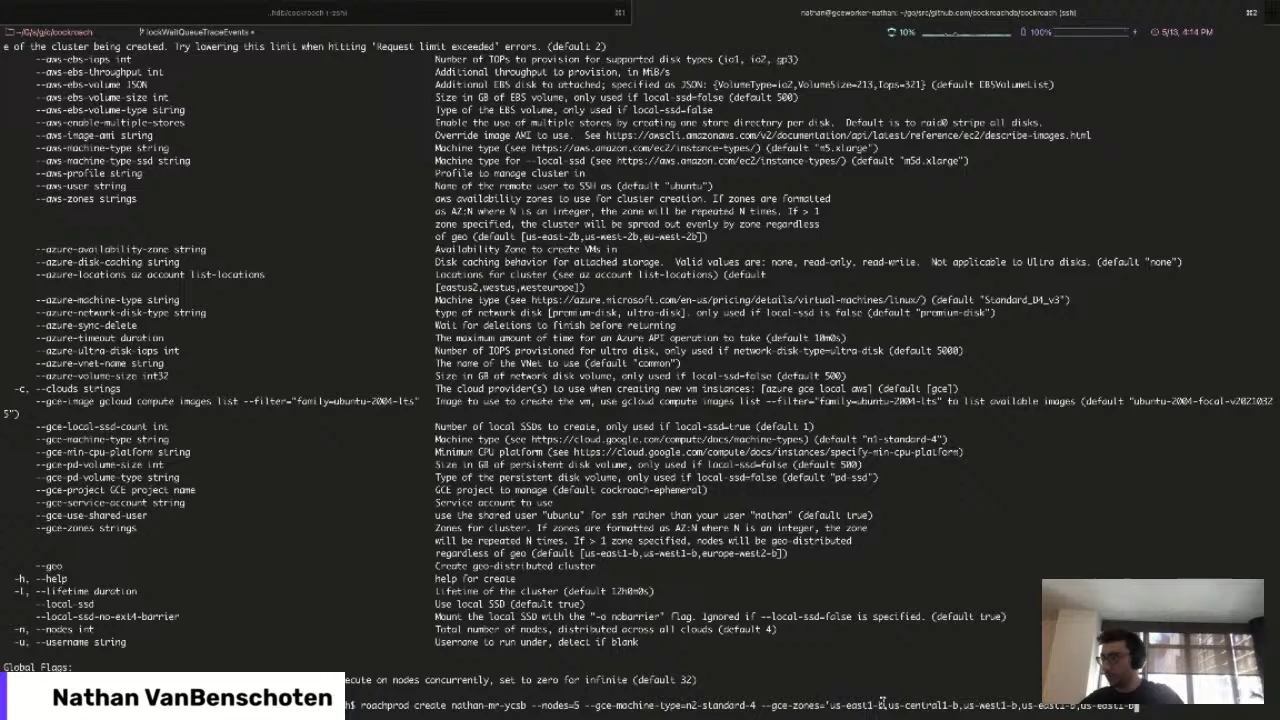 ..hdb/cockroach (-zsh)
⌘1
nathan@gceworker-nathan: ~/go/src/github.com/cockroachdb/cockroach (ssh)
⌘2
~/G/s/g/c/cockroach
lockWaitQueueTraceEvents
10%
100%
5/13, 4:14 PM
e of the cluster being created. Try lowering this limit when hitting 'Request limit exceeded' errors. (default 2)
--aws-ebs-iops int Number of IOPs to provision for supported disk types (io1, io2, gp3)
--aws-ebs-throughput int Additional throughput to provision, in MiB/s
--aws-ebs-volume JSON Additional EBS disk to attached; specified as JSON: {VolumeType=io2,VolumeSize=213,Iops=321} (default EBSVolumeList)
--aws-ebs-volume-size int Size in GB of EBS volume, only used if local-ssd=false (default 500)
--aws-ebs-volume-type string Type of the EBS volume, only used if local-ssd=false
--aws-enable-multiple-stores Enable the use of multiple stores by creating one store directory per disk. Default is to raid0 stripe all disks.
--aws-image-ami string Override image AMI to use. See https://awscli.amazonaws.com/v2/documentation/api/latest/reference/ec2/describe-images.html
--aws-machine-type string Machine type (see https://aws.amazon.com/ec2/instance-types/) (default "m5.xlarge")
--aws-machine-type-ssd string Machine type for --local-ssd (see https://aws.amazon.com/ec2/instance-types/) (default "m5d.xlarge")
--aws-profile string Profile to manage cluster in
--aws-user string Name of the remote user to SSH as (default "ubuntu")
--aws-zones strings aws availability zones to use for cluster creation. If zones are formatted
as AZ:N where N is an integer, the zone will be repeated N times. If > 1
zone specified, the cluster will be spread out evenly by zone regardless
of geo (default [us-east-2b,us-west-2b,eu-west-2b])
--azure-availability-zone string Availability Zone to create VMs in
--azure-disk-caching string Disk caching behavior for attached storage. Valid values are: none, read-only, read-write. Not applicable to Ultra disks. (default "none")
--azure-locations az account list-locations Locations for cluster (see az account list-locations) (default
[eastus2,westus,westeurope])
--azure-machine-type string Machine type (see https://azure.microsoft.com/en-us/pricing/details/virtual-machines/linux/) (default "Standard_D4_v3")
--azure-network-disk-type string type of network disk [premium-disk, ultra-disk]. only used if local-ssd is false (default "premium-disk")
--azure-sync-delete Wait for deletions to finish before returning
--azure-timeout duration The maximum amount of time for an Azure API operation to take (default 10m0s)
--azure-ultra-disk-iops int Number of IOPS provisioned for ultra disk, only used if network-disk-type=ultra-disk (default 5000)
--azure-vnet-name string The name of the VNet to use (default "common")
--azure-volume-size int32 Size in GB of network disk volume, only used if local-ssd=false (default 500)
-c, --clouds strings The cloud provider(s) to use when creating new vm instances: [azure gce local aws] (default [gce])
--gce-image gcloud compute images list --filter="family=ubuntu-2004-lts" Image to use to create the vm, use gcloud compute images list --filter="family=ubuntu-2004-lts" to list available images (default "ubuntu-2004-focal-v2021032
5")
--gce-local-ssd-count int Number of local SSDs to create, only used if local-ssd=true (default 1)
--gce-machine-type string Machine type (see https://cloud.google.com/compute/docs/machine-types) (default "n1-standard-4")
--gce-min-cpu-platform string Minimum CPU platform (see https://cloud.google.com/compute/docs/instances/specify-min-cpu-platform)
--gce-pd-volume-size int Size in GB of persistent disk volume, only used if local-ssd=false (default 500)
--gce-pd-volume-type string Type of the persistent disk volume, only used if local-ssd=false (default "pd-ssd")
--gce-project GCE project name GCE project to manage (default cockroach-ephemeral)
--gce-service-account string Service account to use
--gce-use-shared-user use the shared user "ubuntu" for ssh rather than your user "nathan" (default true)
--gce-zones strings Zones for cluster. If zones are formatted as AZ:N where N is an integer, the zone
will be repeated N times. If > 1 zone specified, nodes will be geo-distributed
regardless of geo (default [us-east1-b,us-west1-b,europe-west2-b])
--geo Create geo-distributed cluster
-h, --help help for create
-l, --lifetime duration Lifetime of the cluster (default 12h0m0s)
--local-ssd Use local SSD (default true)
--local-ssd-no-ext4-barrier Mount the local SSD with the "-o nobarrier" flag. Ignored if --local-ssd=false is specified. (default true)
-n, --nodes int Total number of nodes, distributed across all clouds (default 4)
-u, --username string Username to run under, detect if blank
Global Flags:
ecute on nodes concurrently, set to zero for infinite (default 32)
$ roachprod create nathan-mr-ycsb --nodes=5 --gce-machine-type=n2-standard-4 --gce-zones='us-east1-b,us-central1-b,us-west1-b,us-east1-b,us-east1-b
Nathan VanBenschoten